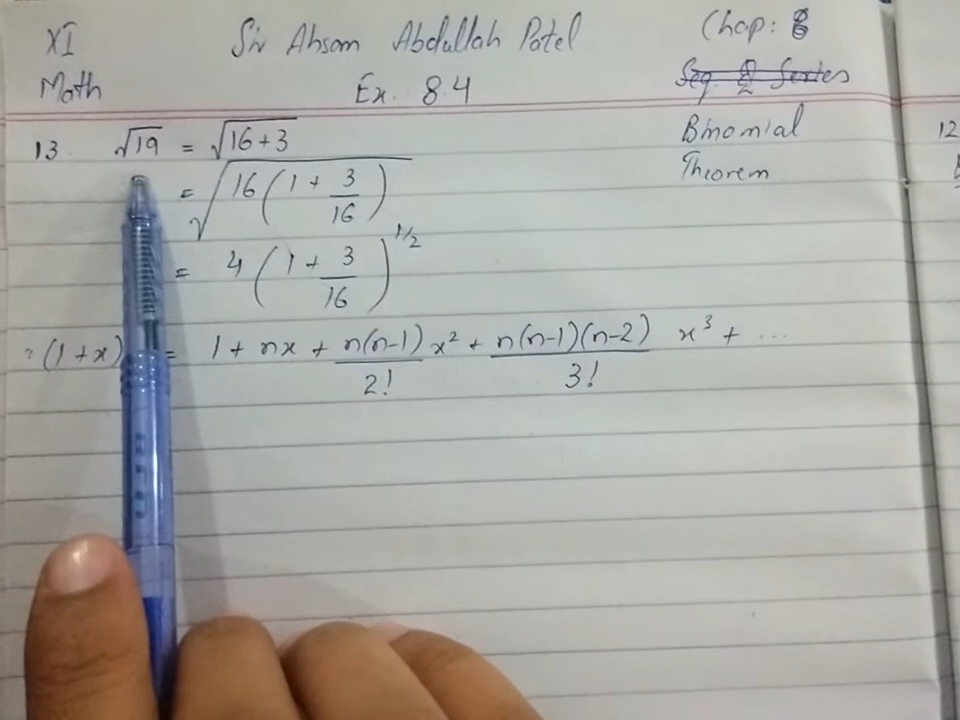 XI Sir Ahsan Abdullah Patel Chap: 8
Math Ex. 8.4 Seq. & Series
Binomial
Theorem
13. √19 = √16+3
= √16(1 + 3/16)
= 4(1 + 3/16)^1/2
∵ (1+x) = 1 + nx + n(n-1)/2! x² + n(n-1)(n-2)/3! x³ + ...
12